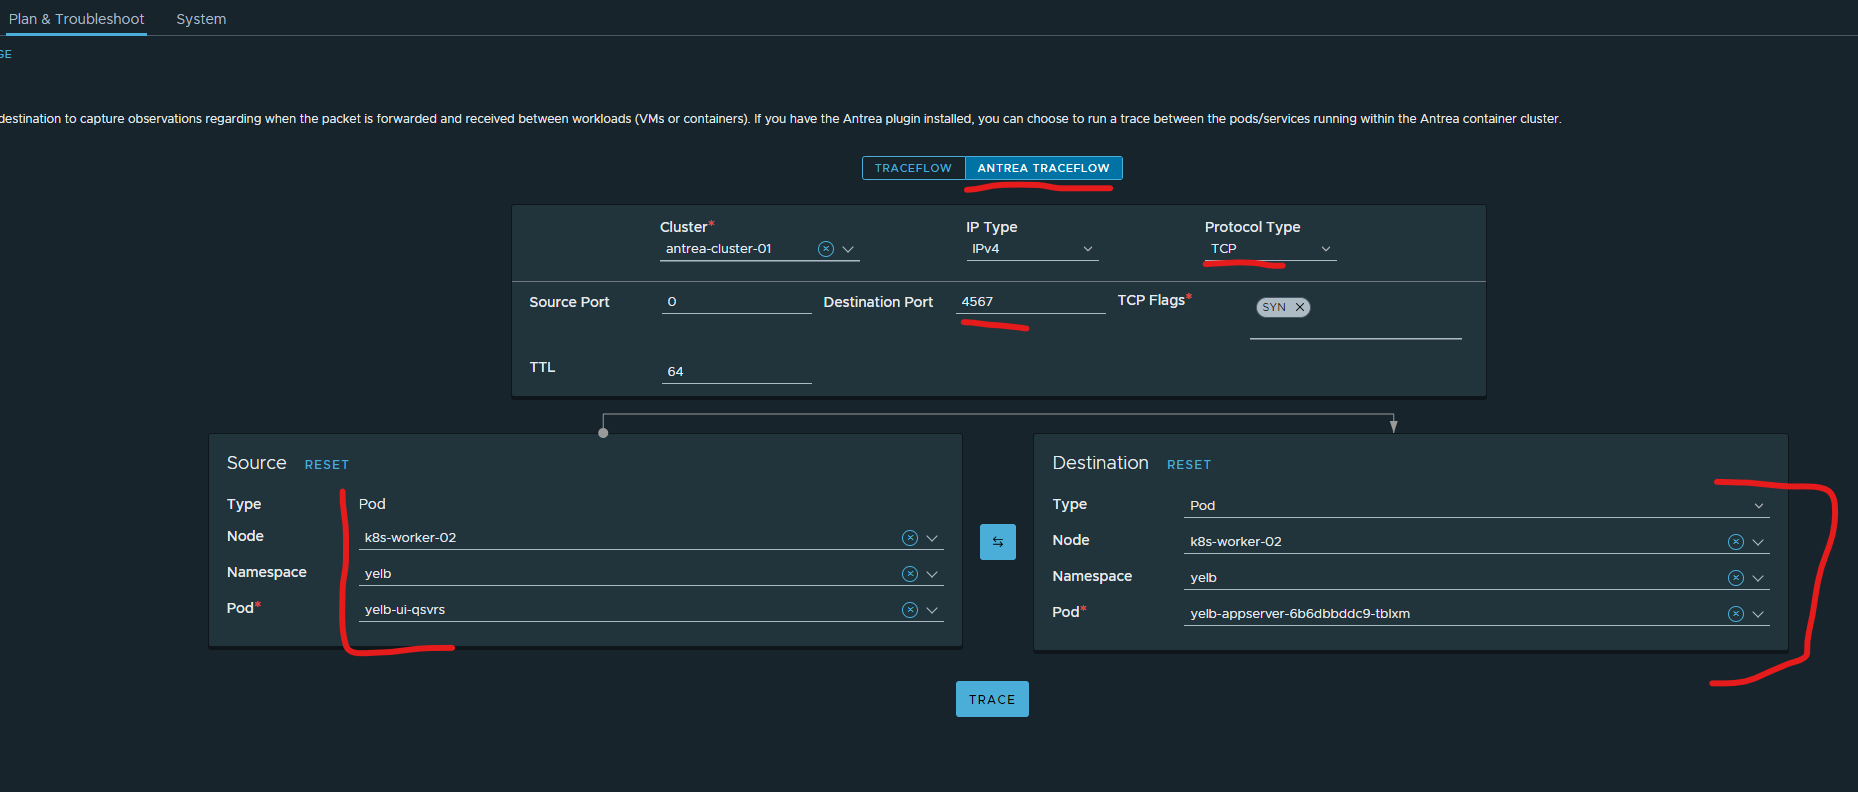 Plan & Troubleshoot System
GE
destination to capture observations regarding when the packet is forwarded and received between workloads (VMs or containers). If you have the Antrea plugin installed, you can choose to run a trace between the pods/services running within the Antrea container cluster.
TRACEFLOW ANTREA TRACEFLOW
Cluster* IP Type Protocol Type
antrea-cluster-01 IPv4 TCP
Source Port 0 Destination Port 4567 TCP Flags* SYN
TTL 64
Source RESET
Type Pod
Node k8s-worker-02
Namespace yelb
Pod* yelb-ui-qsvrs
Destination RESET
Type Pod
Node k8s-worker-02
Namespace yelb
Pod* yelb-appserver-6b6dbbddc9-tblxm
TRACE